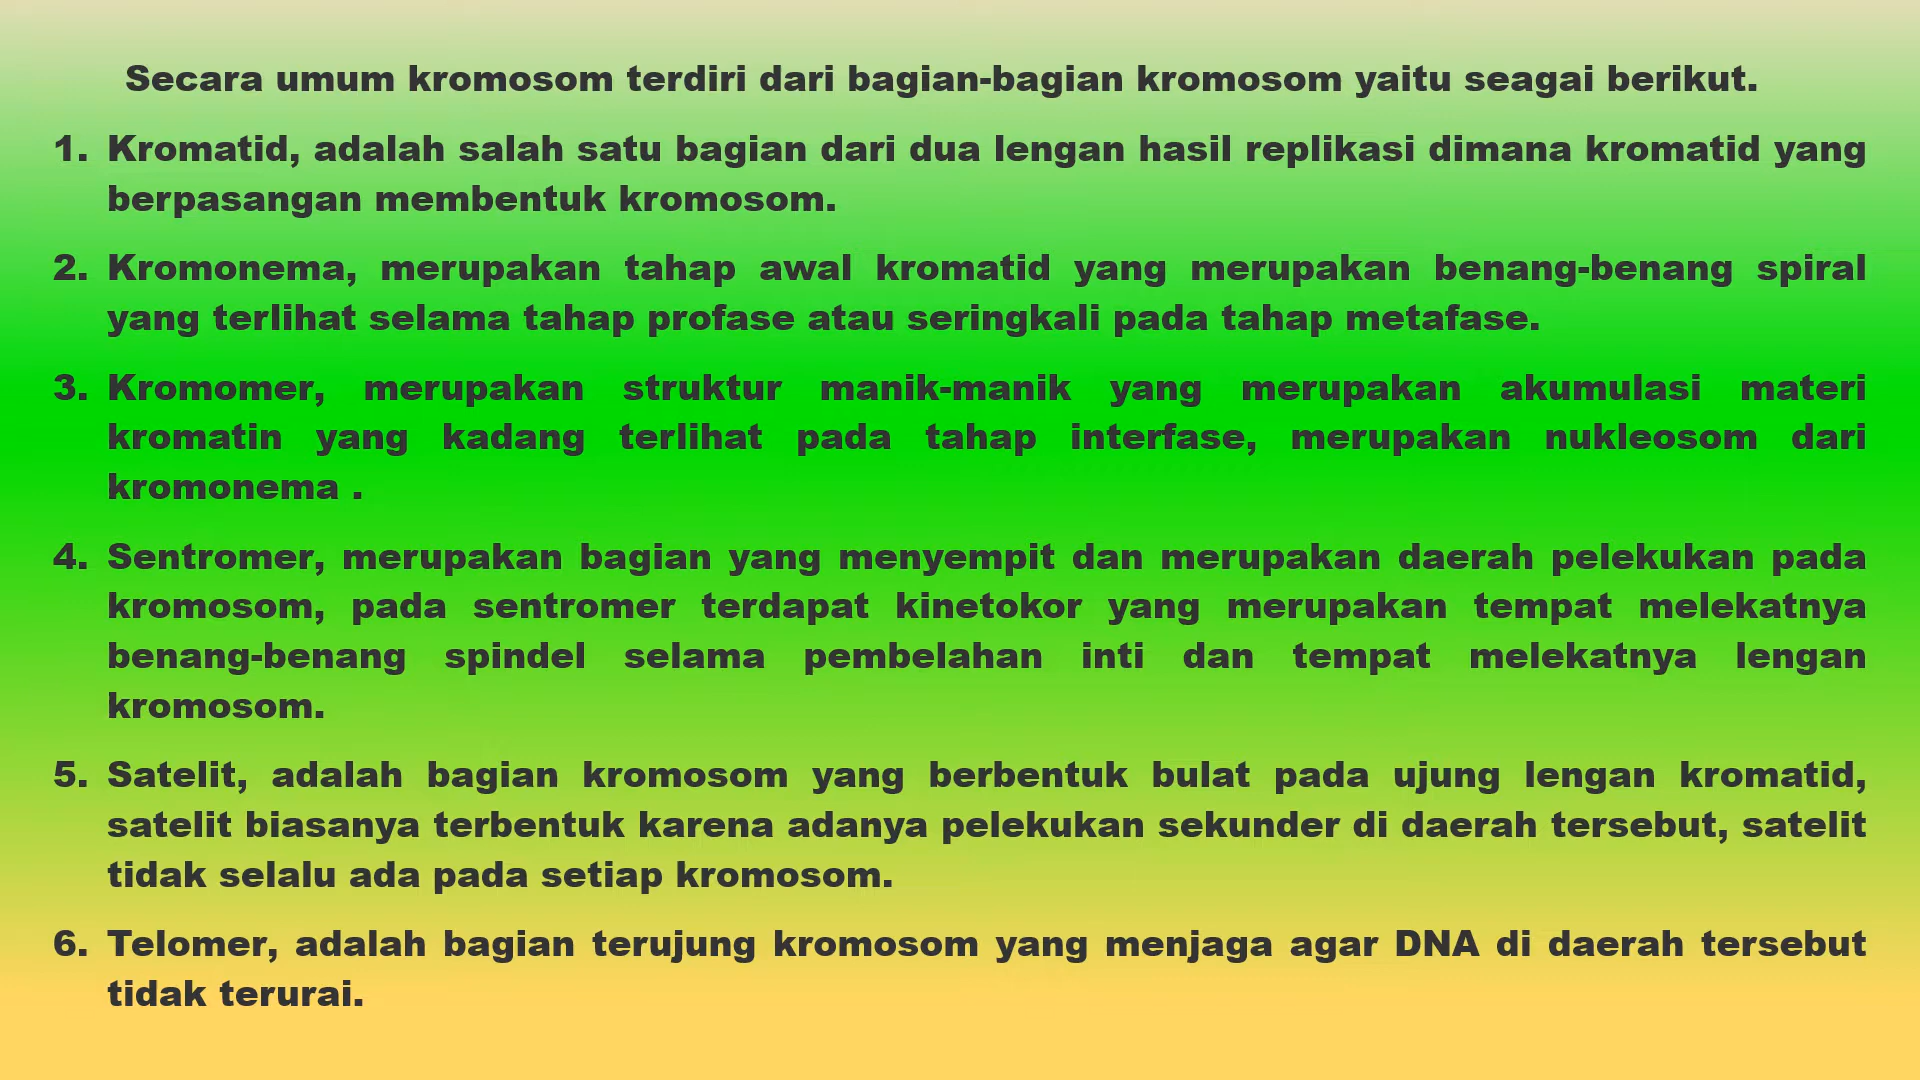 Secara umum kromosom terdiri dari bagian-bagian kromosom yaitu seagai berikut.
1. Kromatid, adalah salah satu bagian dari dua lengan hasil replikasi dimana kromatid yang
berpasangan membentuk kromosom.
2. Kromonema, merupakan tahap awal kromatid yang merupakan benang-benang spiral
yang terlihat selama tahap profase atau seringkali pada tahap metafase.
3. Kromomer, merupakan struktur manik-manik yang merupakan akumulasi materi
kromatin yang kadang terlihat pada tahap interfase, merupakan nukleosom dari
kromonema .
4. Sentromer, merupakan bagian yang menyempit dan merupakan daerah pelekukan pada
kromosom, pada sentromer terdapat kinetokor yang merupakan tempat melekatnya
benang-benang spindel selama pembelahan inti dan tempat melekatnya lengan
kromosom.
5. Satelit, adalah bagian kromosom yang berbentuk bulat pada ujung lengan kromatid,
satelit biasanya terbentuk karena adanya pelekukan sekunder di daerah tersebut, satelit
tidak selalu ada pada setiap kromosom.
6. Telomer, adalah bagian terujung kromosom yang menjaga agar DNA di daerah tersebut
tidak terurai.